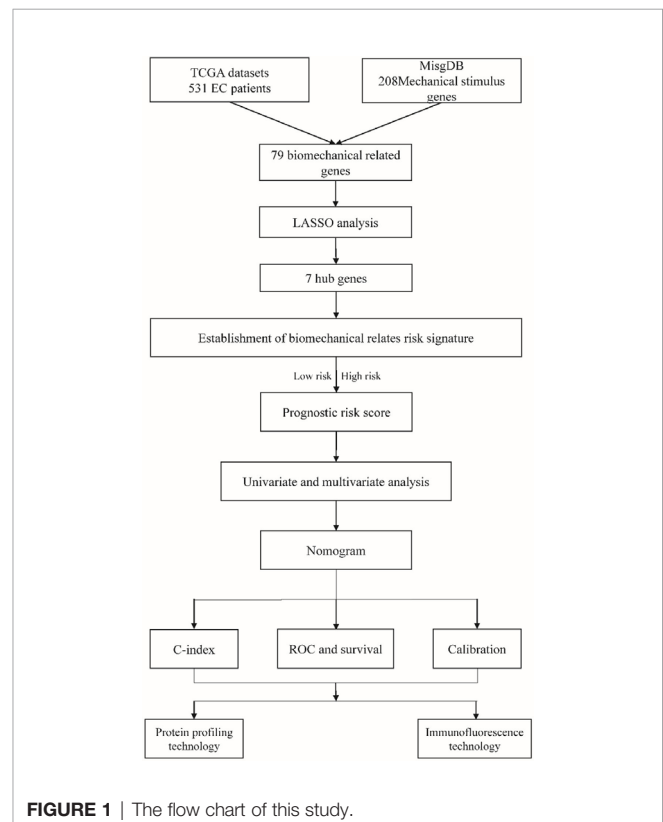 TCGA datasets
531 EC patients
MisgDB
208Mechanical stimulus
genes
79 biomechanical related
genes
LASSO analysis
7 hub genes
Establishment of biomechanical relates risk signature
Low risk High risk
Prognostic risk score
Univariate and multivariate analysis
Nomogram
C-index
ROC and survival
Calibration
Protein profiling
technology
Immunofluorescence
technology
FIGURE 1 | The flow chart of this study.